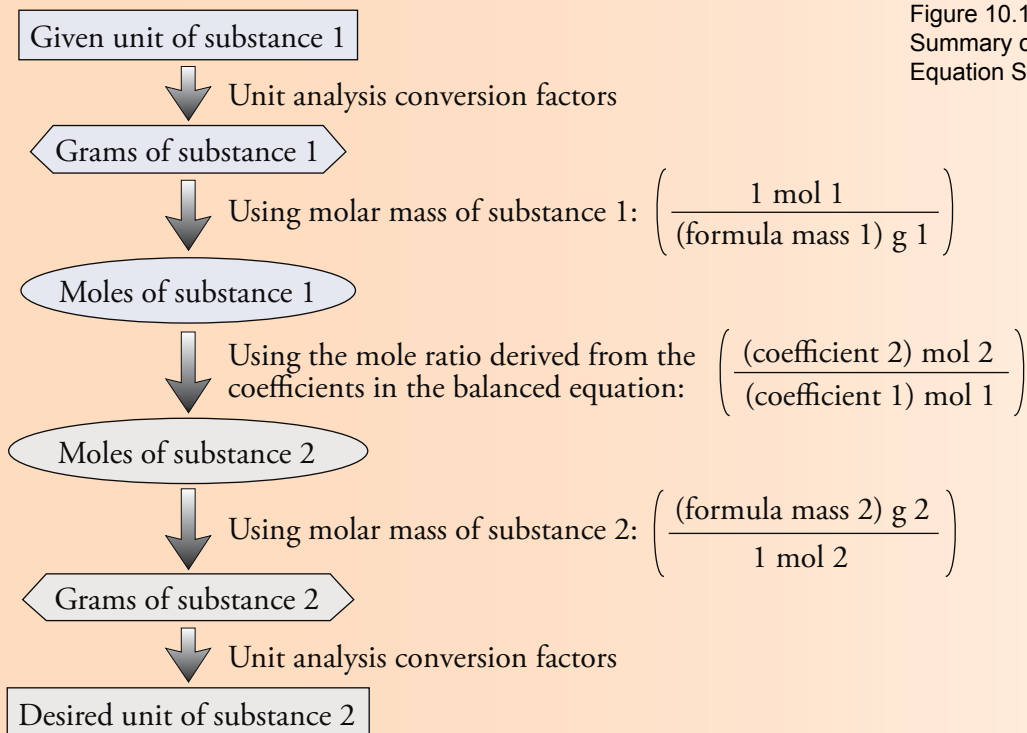 Figure 10.1
Summary o
Equation S
Given unit of substance 1
Unit analysis conversion factors
Grams of substance 1
Using molar mass of substance 1: ( 1 mol 1 / (formula mass 1) g 1 )
Moles of substance 1
Using the mole ratio derived from the
coefficients in the balanced equation: ( (coefficient 2) mol 2 / (coefficient 1) mol 1 )
Moles of substance 2
Using molar mass of substance 2: ( (formula mass 2) g 2 / 1 mol 2 )
Grams of substance 2
Unit analysis conversion factors
Desired unit of substance 2